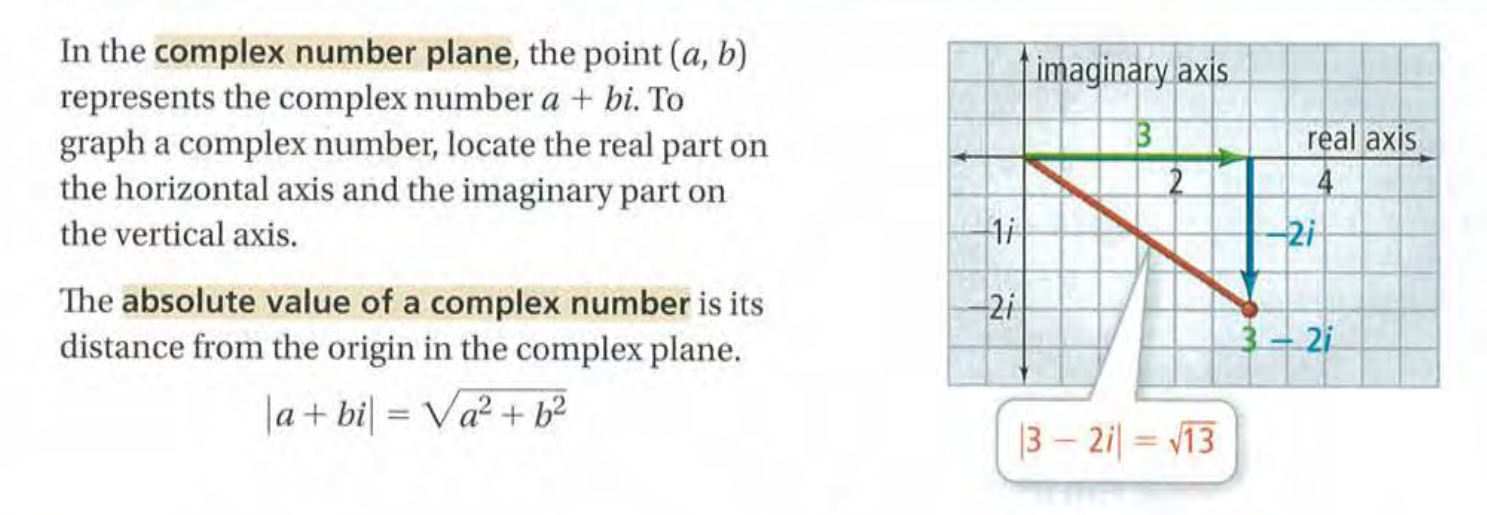 In the complex number plane, the point (a, b)
represents the complex number a + bi. To
graph a complex number, locate the real part on
the horizontal axis and the imaginary part on
the vertical axis.
The absolute value of a complex number is its
distance from the origin in the complex plane.
|a + bi| = √a² + b²
imaginary axis
3
real axis
2
4
−1i
−2i
−2i
3 − 2i
|3 − 2i| = √13